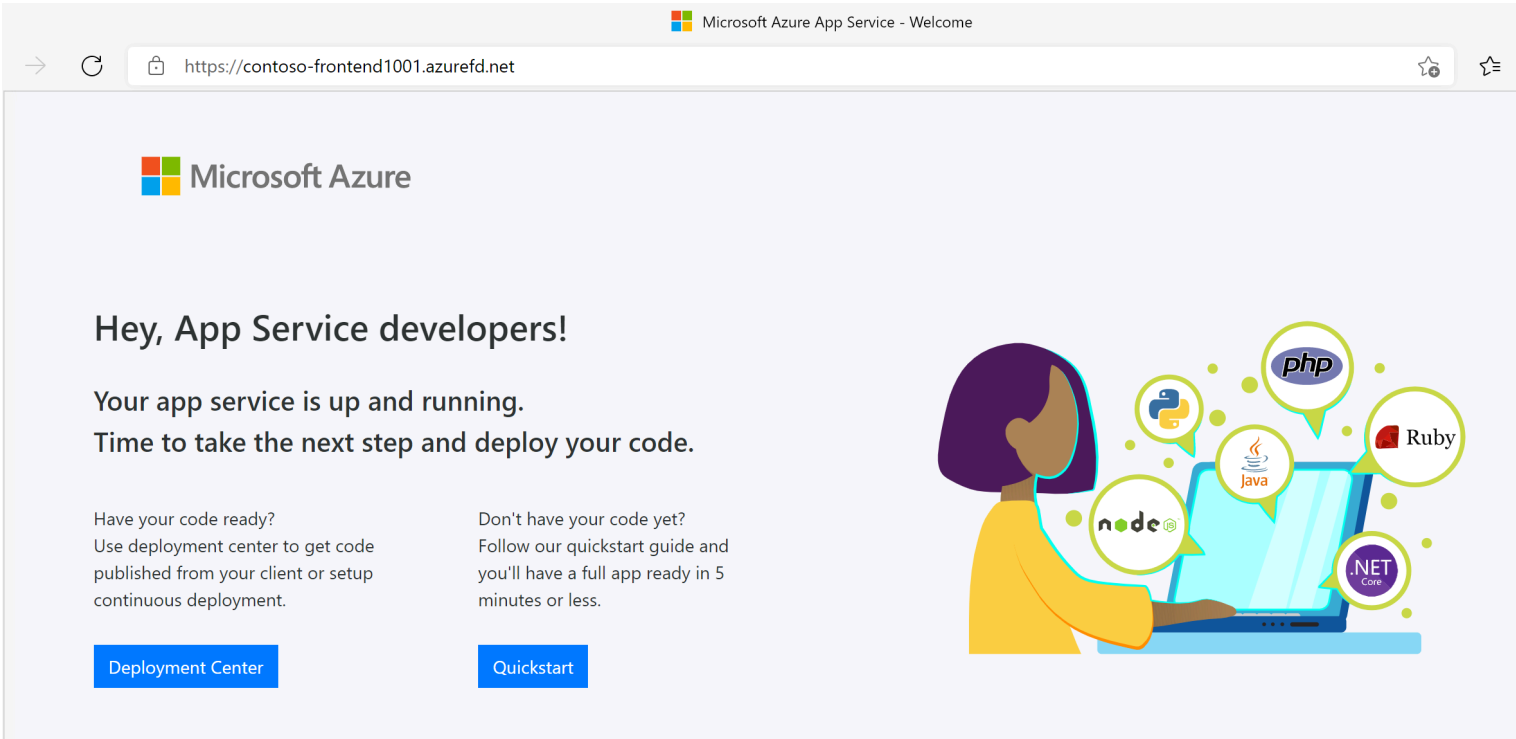 Microsoft Azure App Service - Welcome
https://contoso-frontend1001.azurefd.net
Microsoft Azure
Hey, App Service developers!
Your app service is up and running.
Time to take the next step and deploy your code.
Have your code ready?
Use deployment center to get code
published from your client or setup
continuous deployment.
Deployment Center
Don't have your code yet?
Follow our quickstart guide and
you'll have a full app ready in 5
minutes or less.
Quickstart
php
Ruby
Java
node
JS
.NET
Core